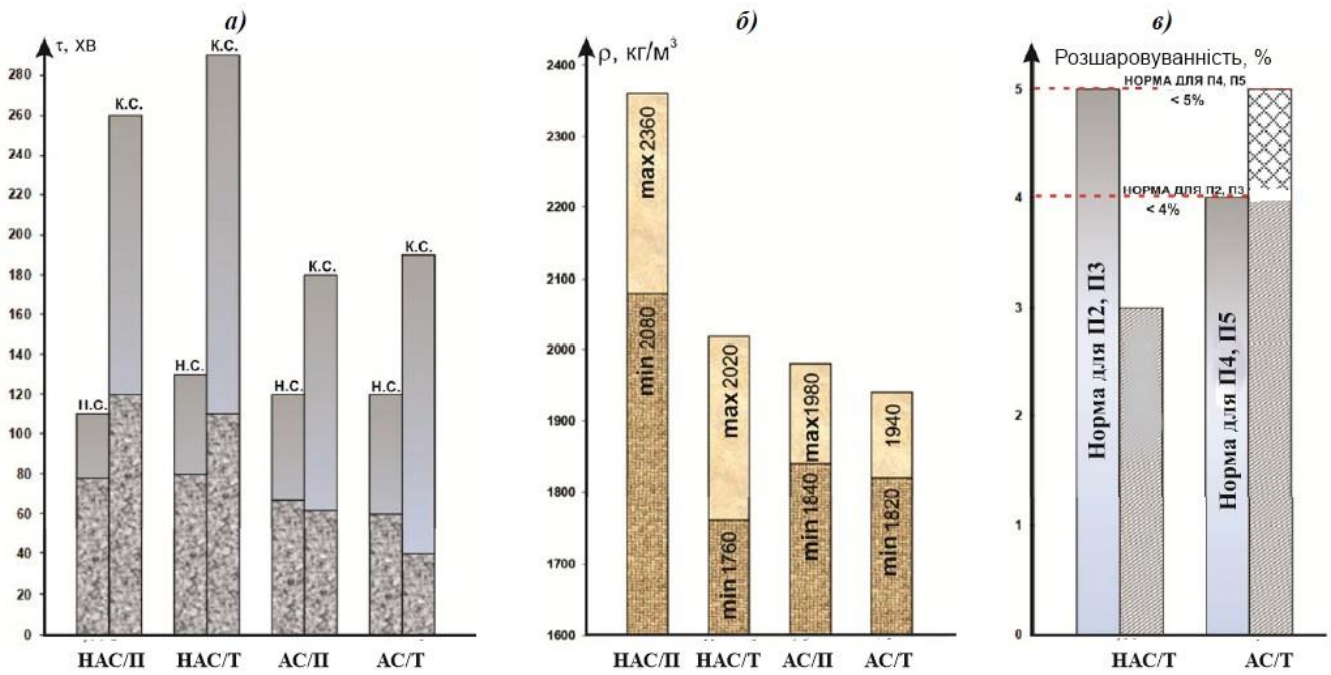 а)
τ, ХВ
280
260
240
220
200
180
160
140
120
100
80
60
40
20
0
Н.С.
К.С.
Н.С.
К.С.
Н.С.
К.С.
Н.С.
К.С.
НАС/П
НАС/Т
АС/П
АС/Т
б)
ρ, кг/м³
2400
2300
2200
2100
2000
1900
1800
1700
1600
max 2360
min 2080
max 2020
min 1760
max1980
min 1840
1940
min 1820
НАС/П
НАС/Т
АС/П
АС/Т
в)
Розшаровуванність, %
НОРМА ДЛЯ П4, П5
< 5%
НОРМА ДЛЯ П2, П3
< 4%
5
4
3
2
1
0
Норма для П2, П3
Норма для П4, П5
НАС/Т
АС/Т